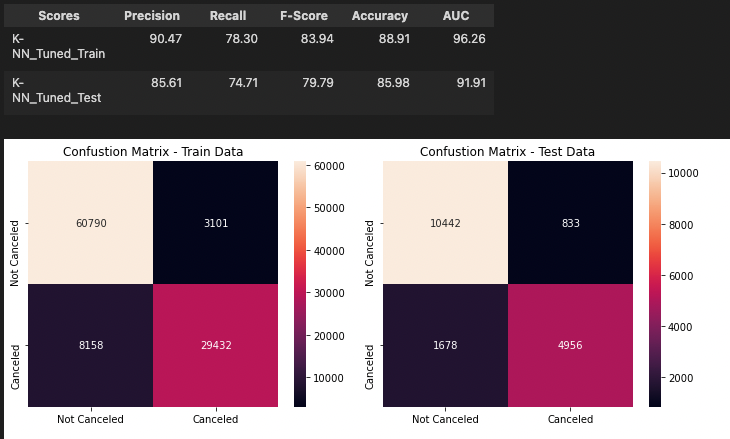 Scores Precision Recall F-Score Accuracy AUC
K-
NN_Tuned_Train 90.47 78.30 83.94 88.91 96.26
K-
NN_Tuned_Test 85.61 74.71 79.79 85.98 91.91
Confustion Matrix - Train Data
Not Canceled
Canceled
60790 3101
8158 29432
Not Canceled Canceled
60000
50000
40000
30000
20000
10000
Confustion Matrix - Test Data
Not Canceled
Canceled
10442 833
1678 4956
Not Canceled Canceled
10000
8000
6000
4000
2000